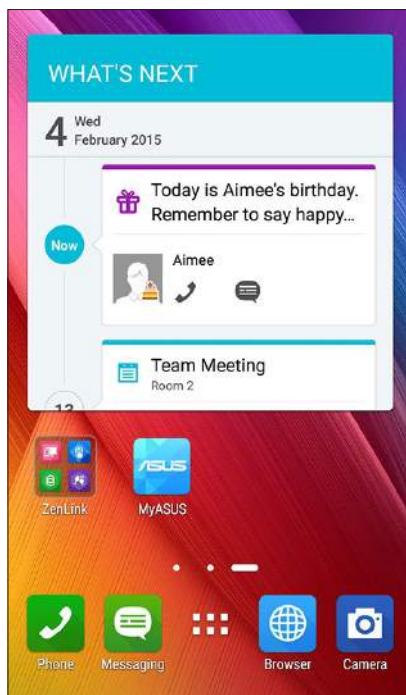 WHAT'S NEXT
4 Wed
February 2015
Today is Aimee's birthday.
Remember to say happy...
Now
Aimee
Team Meeting
Room 2
ASUS
ZenLink
MyASUS
Phone
Messaging
Browser
Camera